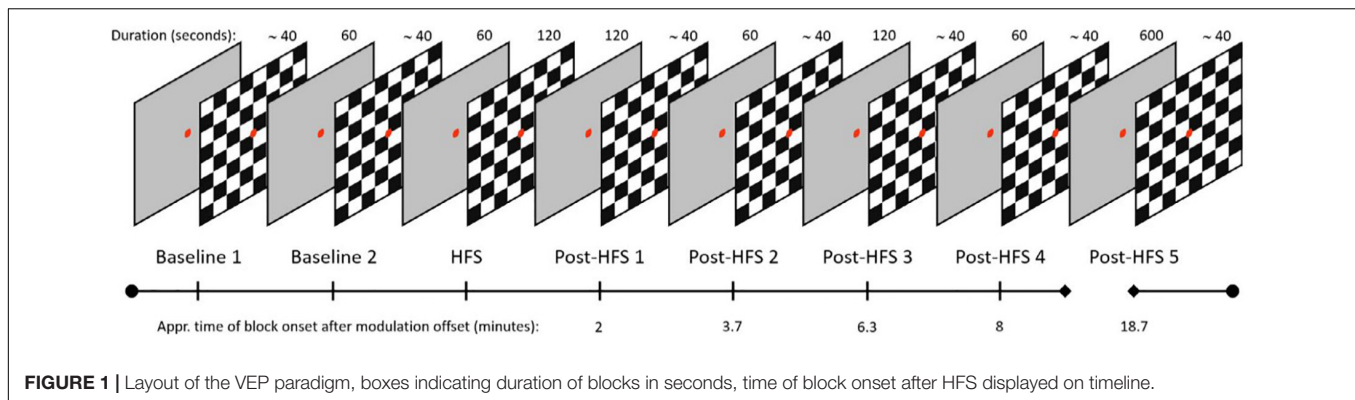 Duration (seconds): ~ 40 60 ~ 40 60 120 120 ~ 40 60 ~ 40 120 ~ 40 60 ~ 40 600 ~ 40
Baseline 1 Baseline 2 HFS Post-HFS 1 Post-HFS 2 Post-HFS 3 Post-HFS 4 Post-HFS 5
Appr. time of block onset after modulation offset (minutes): 2 3.7 6.3 8 18.7
FIGURE 1 | Layout of the VEP paradigm, boxes indicating duration of blocks in seconds, time of block onset after HFS displayed on timeline.